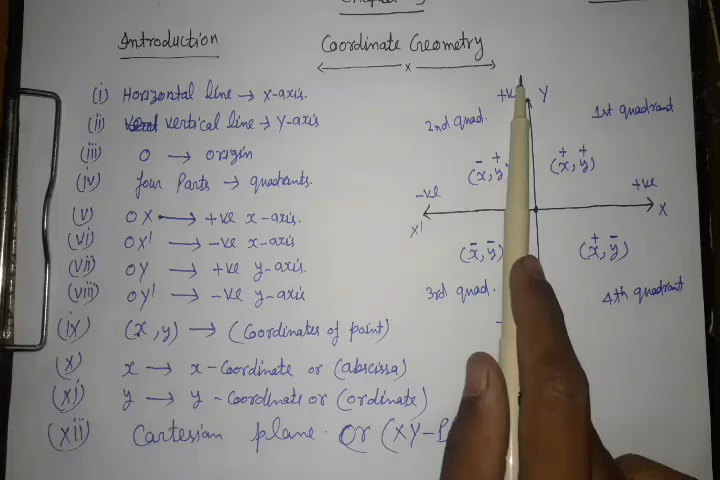 Introduction
Coordinate Geometry
x
(i) Horizontal line → X-axis.
(ii) vertical line → Y-axis
(iii) O → origin
(iv) four Parts → quadrants.
(v) OX → +ve x-axis.
(vi) OX' → -ve x-axis
(vii) OY → +ve y-axis.
(viii) OY' → -ve y-axis
(ix) (x, y) → (Coordinates of point)
(x) x → x-Coordinate or (abscissa)
(xi) y → y-Coordinate or (ordinate)
(xii) Cartesian plane. Or (XY-
+ve Y
2nd quad. 1st quadrant
(x̄, y⁺ (x⁺, y⁺)
-ve +ve
X' X
(x̄, ȳ) (x⁺, ȳ)
3rd quad. 4th quadrant